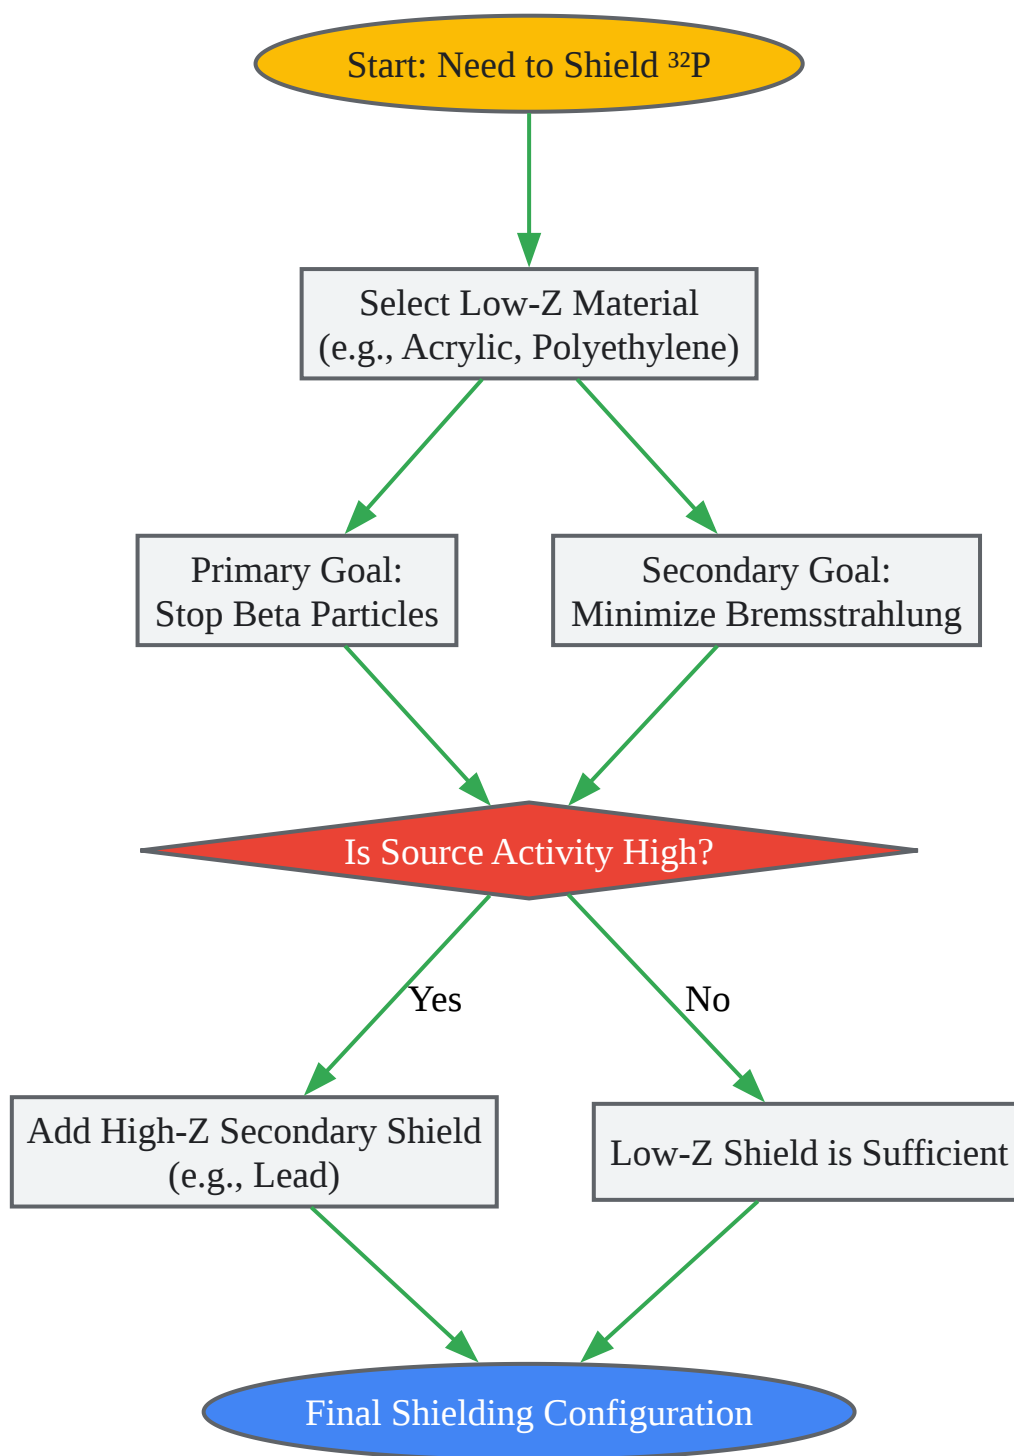 Start: Need to Shield ³²P
Select Low-Z Material
(e.g., Acrylic, Polyethylene)
Primary Goal:
Stop Beta Particles
Secondary Goal:
Minimize Bremsstrahlung
Is Source Activity High?
Yes
No
Add High-Z Secondary Shield
(e.g., Lead)
Low-Z Shield is Sufficient
Final Shielding Configuration